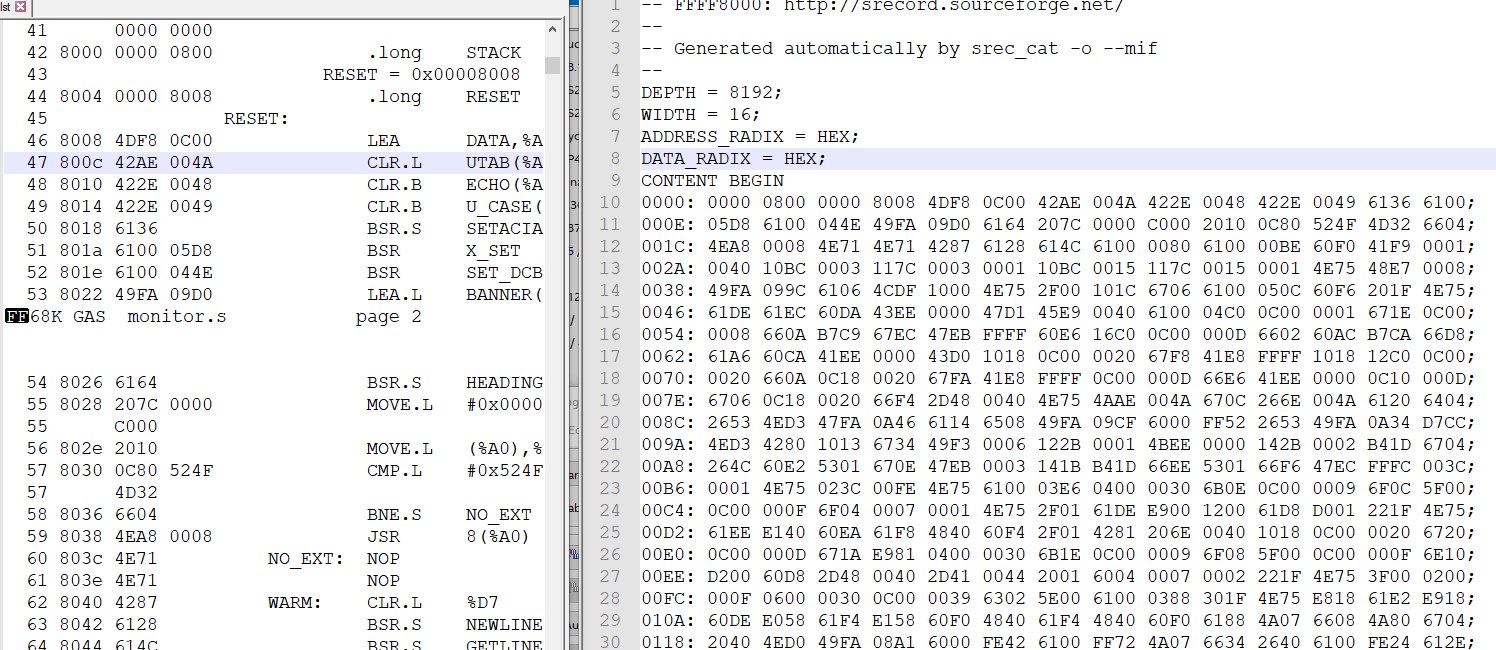 lst
41 0000 0000
42 8000 0000 0800 .long STACK
43 RESET = 0x00008008
44 8004 0000 8008 .long RESET
45 RESET:
46 8008 4DF8 0C00 LEA DATA,%A
47 800c 42AE 004A CLR.L UTAB(%A
48 8010 422E 0048 CLR.B ECHO(%A
49 8014 422E 0049 CLR.B U_CASE(
50 8018 6136 BSR.S SETACIA
51 801a 6100 05D8 BSR X_SET
52 801e 6100 044E BSR SET_DCB
53 8022 49FA 09D0 LEA.L BANNER(
FF68K GAS monitor.s page 2
54 8026 6164 BSR.S HEADING
55 8028 207C 0000 MOVE.L #0x0000
55 C000
56 802e 2010 MOVE.L (%A0),%
57 8030 0C80 524F CMP.L #0x524F
57 4D32
58 8036 6604 BNE.S NO_EXT
59 8038 4EA8 0008 JSR 8(%A0)
60 803c 4E71 NO_EXT: NOP
61 803e 4E71 NOP
62 8040 4287 WARM: CLR.L %D7
63 8042 6128 BSR.S NEWLINE
64 8044 614C BSR.S GETLINE
1 -- FFFF8000: http://srecord.sourceforge.net/
2 --
3 -- Generated automatically by srec_cat -o --mif
4 --
5 DEPTH = 8192;
6 WIDTH = 16;
7 ADDRESS_RADIX = HEX;
8 DATA_RADIX = HEX;
9 CONTENT BEGIN
10 0000: 0000 0800 0000 8008 4DF8 0C00 42AE 004A 422E 0048 422E 0049 6136 6100;
11 000E: 05D8 6100 044E 49FA 09D0 6164 207C 0000 C000 2010 0C80 524F 4D32 6604;
12 001C: 4EA8 0008 4E71 4E71 4287 6128 614C 6100 0080 6100 00BE 60F0 41F9 0001;
13 002A: 0040 10BC 0003 117C 0003 0001 10BC 0015 117C 0015 0001 4E75 48E7 0008;
14 0038: 49FA 099C 6106 4CDF 1000 4E75 2F00 101C 6706 6100 050C 60F6 201F 4E75;
15 0046: 61DE 61EC 60DA 43EE 0000 47D1 45E9 0040 6100 04C0 0C00 0001 671E 0C00;
16 0054: 0008 660A B7C9 67EC 47EB FFFF 60E6 16C0 0C00 000D 6602 60AC B7CA 66D8;
17 0062: 61A6 60CA 41EE 0000 43D0 1018 0C00 0020 67F8 41E8 FFFF 1018 12C0 0C00;
18 0070: 0020 660A 0C18 0020 67FA 41E8 FFFF 0C00 000D 66E6 41EE 0000 0C10 000D;
19 007E: 6706 0C18 0020 66F4 2D48 0040 4E75 4AAE 004A 670C 266E 004A 6120 6404;
20 008C: 2653 4ED3 47FA 0A46 6114 6508 49FA 09CF 6000 FF52 2653 49FA 0A34 D7CC;
21 009A: 4ED3 4280 1013 6734 49F3 0006 122B 0001 4BEE 0000 142B 0002 B41D 6704;
22 00A8: 264C 60E2 5301 670E 47EB 0003 141B B41D 66EE 5301 66F6 47EC FFFC 003C;
23 00B6: 0001 4E75 023C 00FE 4E75 6100 03E6 0400 0030 6B0E 0C00 0009 6F0C 5F00;
24 00C4: 0C00 000F 6F04 0007 0001 4E75 2F01 61DE E900 1200 61D8 D001 221F 4E75;
25 00D2: 61EE E140 60EA 61F8 4840 60F4 2F01 4281 206E 0040 1018 0C00 0020 6720;
26 00E0: 0C00 000D 671A E981 0400 0030 6B1E 0C00 0009 6F08 5F00 0C00 000F 6E10;
27 00EE: D200 60D8 2D48 0040 2D41 0044 2001 6004 0007 0002 221F 4E75 3F00 0200;
28 00FC: 000F 0600 0030 0C00 0039 6302 5E00 6100 0388 301F 4E75 E818 61E2 E918;
29 010A: 60DE E058 61F4 E158 60F0 4840 61F4 4840 60F0 6188 4A07 6608 4A80 6704;
30 0118: 2040 4ED0 49FA 08A1 6000 FE42 6100 FF72 4A07 6634 2640 6100 FE24 612E;